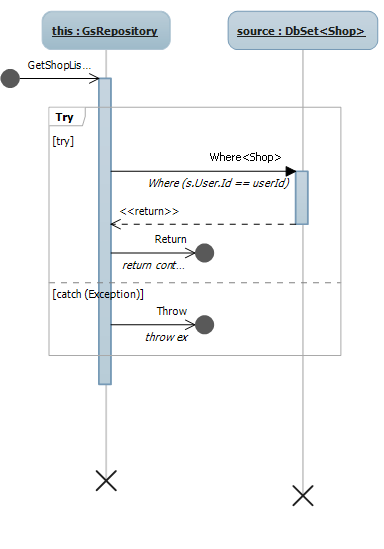 this : GsRepository
source : DbSet<Shop>
GetShopLis...
Try
[try]
Where<Shop>
Where (s.User.Id == userId)
<<return>>
Return
return cont...
[catch (Exception)]
Throw
throw ex